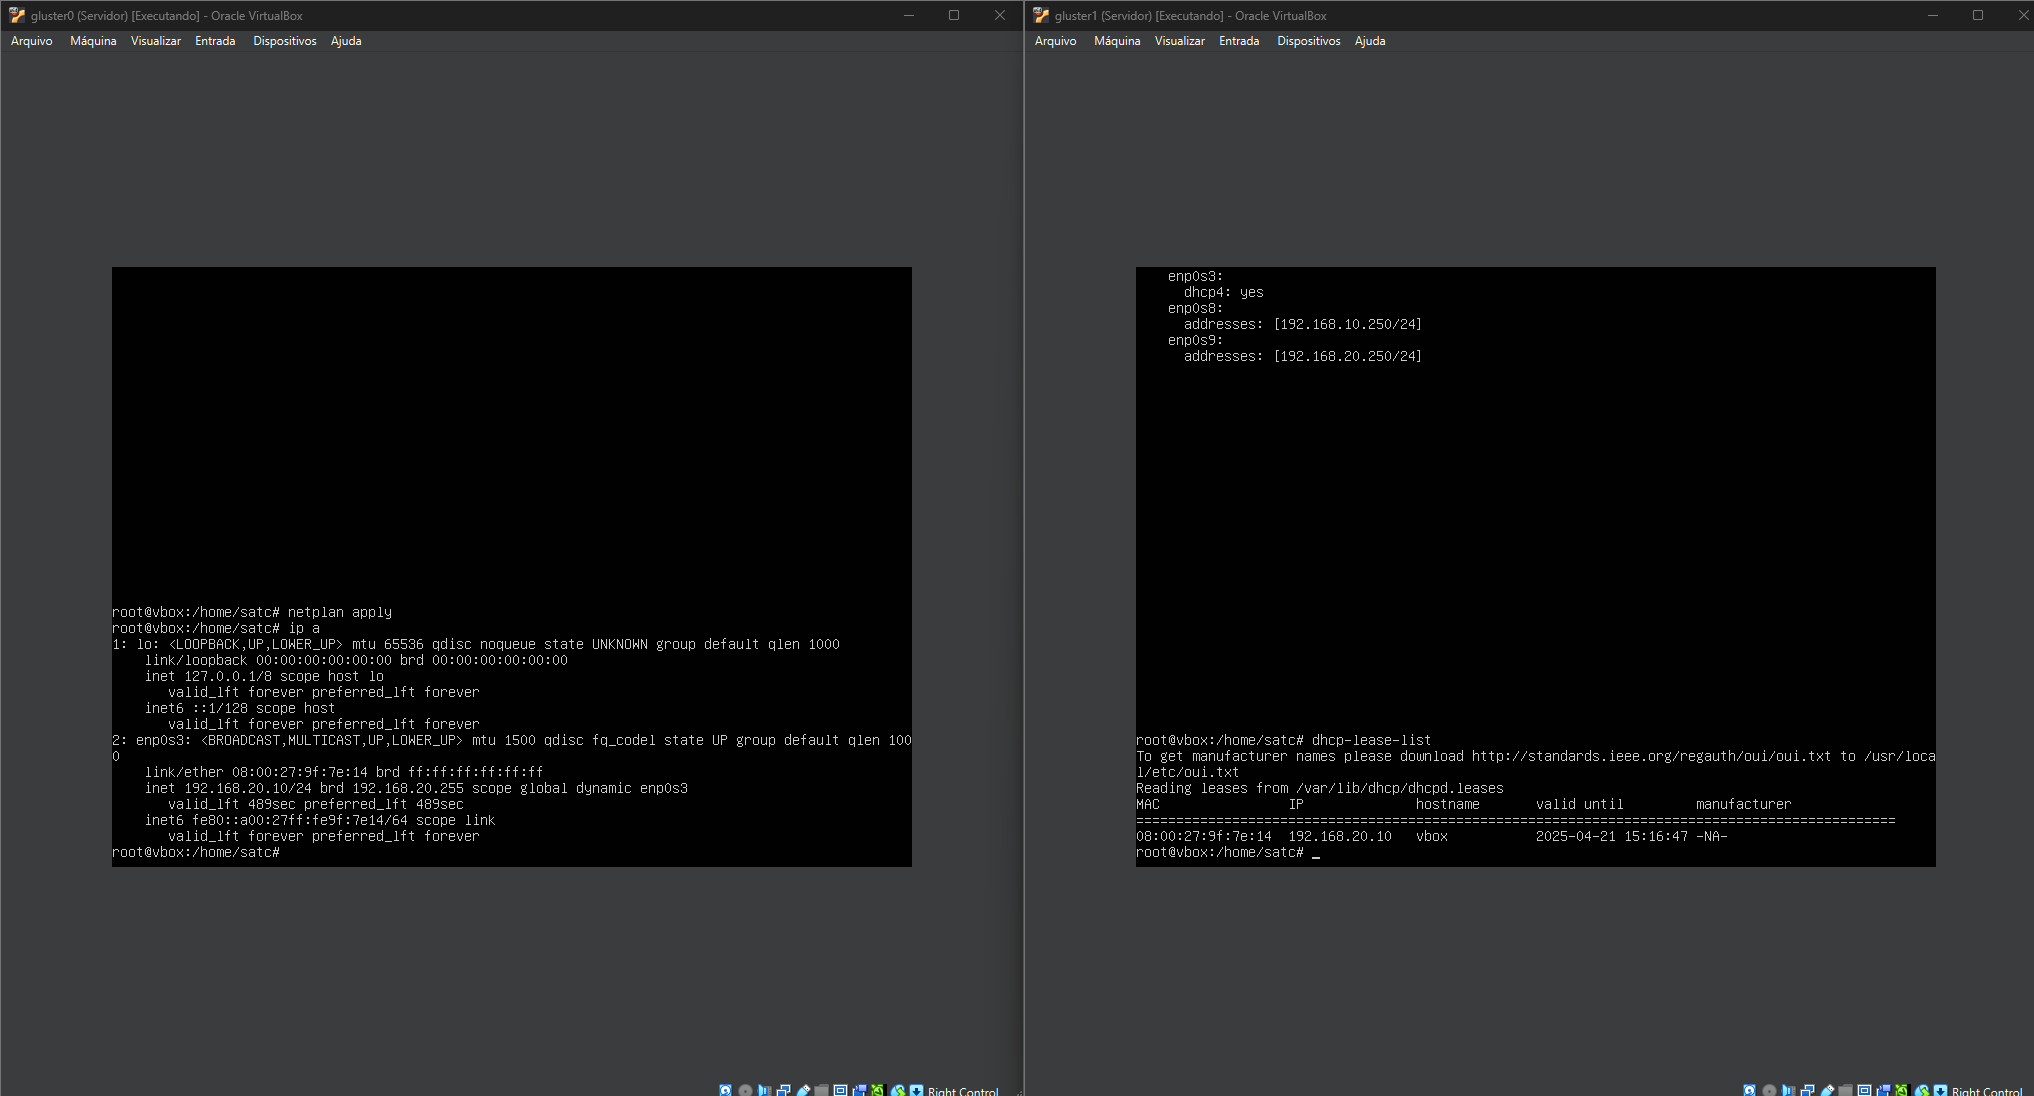 gluster0 (Servidor) [Executando] - Oracle VirtualBox
Arquivo Máquina Visualizar Entrada Dispositivos Ajuda
root@vbox:/home/satc# netplan apply
root@vbox:/home/satc# ip a
1: lo: <LOOPBACK,UP,LOWER_UP> mtu 65536 qdisc noqueue state UNKNOWN group default qlen 1000
link/loopback 00:00:00:00:00:00 brd 00:00:00:00:00:00
inet 127.0.0.1/8 scope host lo
valid_lft forever preferred_lft forever
inet6 ::1/128 scope host
valid_lft forever preferred_lft forever
2: enp0s3: <BROADCAST,MULTICAST,UP,LOWER_UP> mtu 1500 qdisc fq_codel state UP group default qlen 100
0
link/ether 08:00:27:9f:7e:14 brd ff:ff:ff:ff:ff:ff
inet 192.168.20.10/24 brd 192.168.20.255 scope global dynamic enp0s3
valid_lft 489sec preferred_lft 489sec
inet6 fe80::a00:27ff:fe9f:7e14/64 scope link
valid_lft forever preferred_lft forever
root@vbox:/home/satc#
Right Control
gluster1 (Servidor) [Executando] - Oracle VirtualBox
Arquivo Máquina Visualizar Entrada Dispositivos Ajuda
enp0s3:
dhcp4: yes
enp0s8:
addresses: [192.168.10.250/24]
enp0s9:
addresses: [192.168.20.250/24]
root@vbox:/home/satc# dhcp-lease-list
To get manufacturer names please download http://standards.ieee.org/regauth/oui/oui.txt to /usr/loca
l/etc/oui.txt
Reading leases from /var/lib/dhcp/dhcpd.leases
MAC IP hostname valid until manufacturer
===============================================================================================
08:00:27:9f:7e:14 192.168.20.10 vbox 2025-04-21 15:16:47 -NA-
root@vbox:/home/satc# _
Right Control